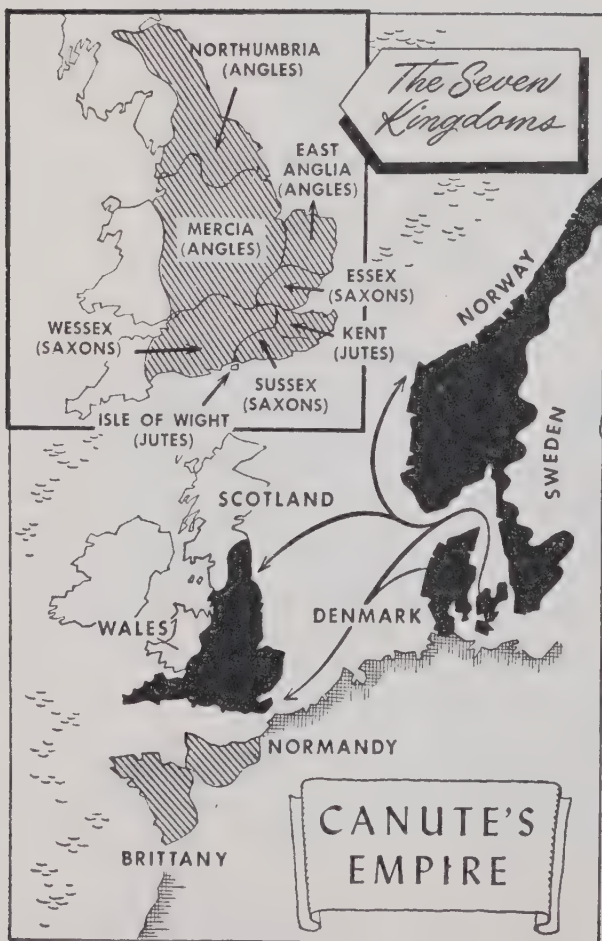 The Seven
Kingdoms
NORTHUMBRIA
(ANGLES)
EAST
ANGLIA
(ANGLES)
MERCIA
(ANGLES)
ESSEX
(SAXONS)
WESSEX
(SAXONS)
KENT
(JUTES)
SUSSEX
(SAXONS)
ISLE OF WIGHT
(JUTES)
NORWAY
SWEDEN
SCOTLAND
WALES
DENMARK
NORMANDY
BRITTANY
CANUTE'S
EMPIRE